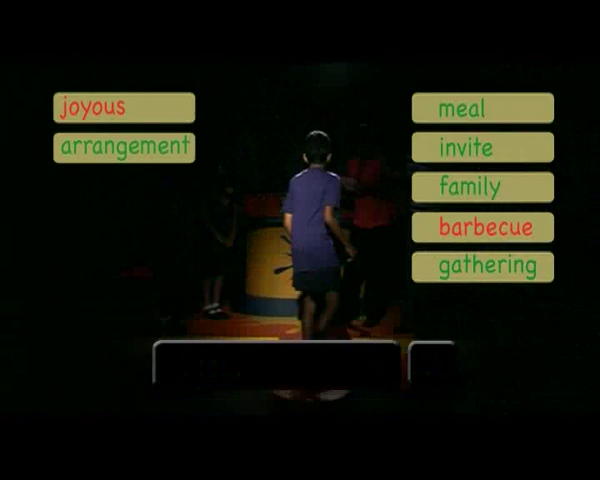 joyous
arrangement
meal
invite
family
barbecue
gathering